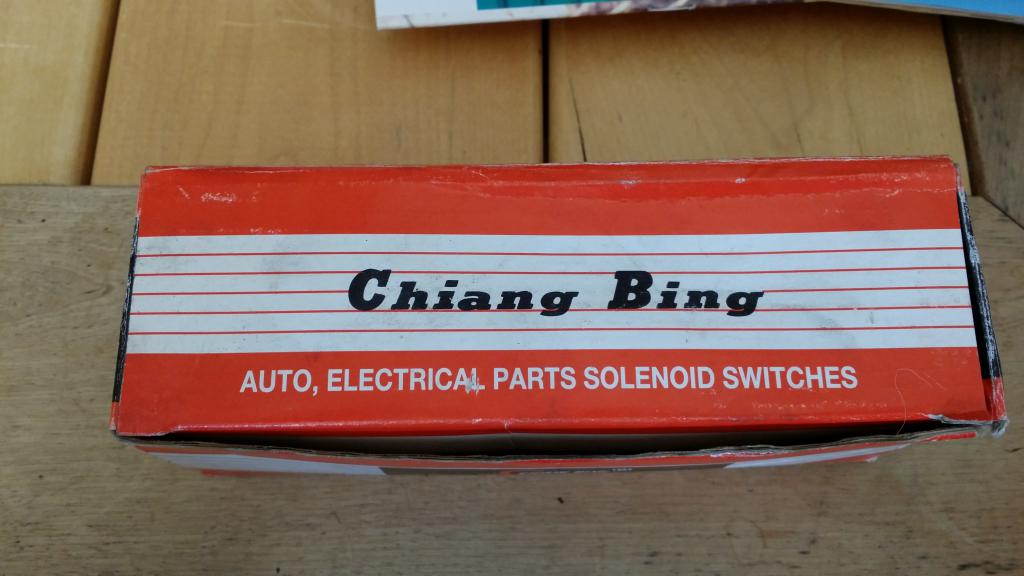 Chiang Bing
AUTO, ELECTRICAL PARTS SOLENOID SWITCHES